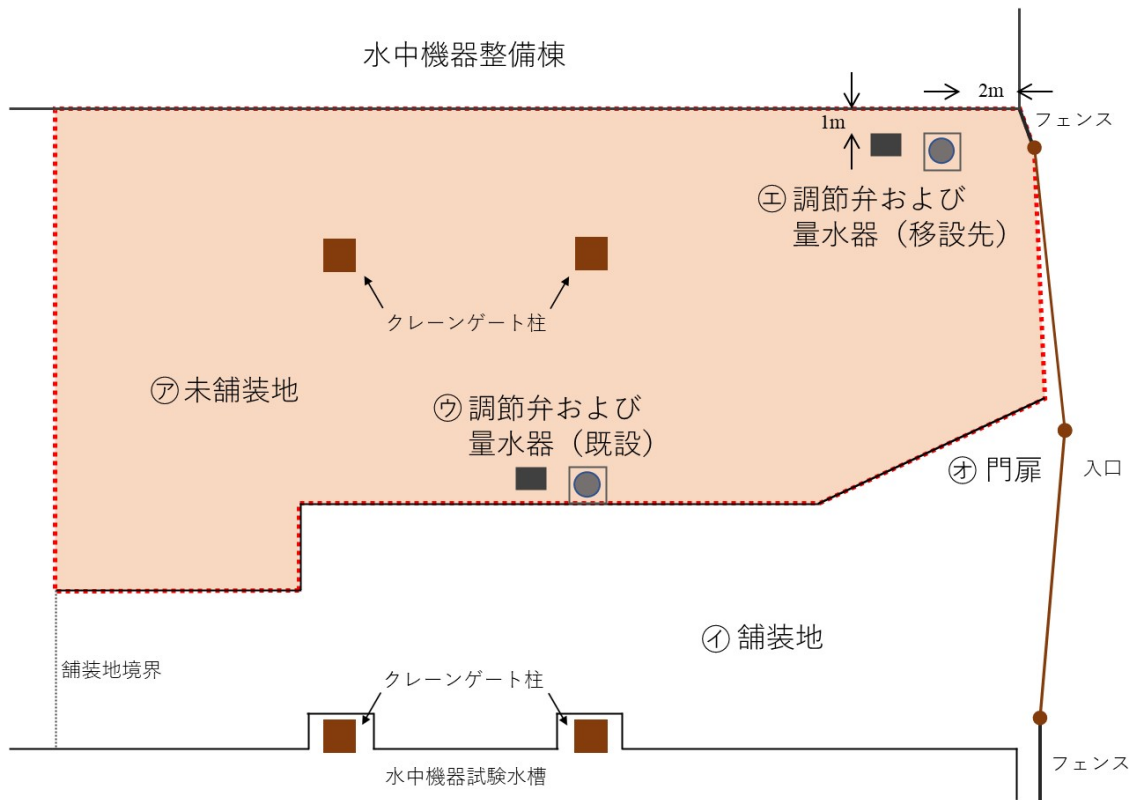 水中機器整備棟
2m
1m
フェンス
㋓ 調節弁および
量水器（移設先）
クレーンゲート柱
㋐ 未舗装地
㋒ 調節弁および
量水器（既設）
㋔ 門扉
入口
㋑ 舗装地
舗装地境界
クレーンゲート柱
水中機器試験水槽
フェンス